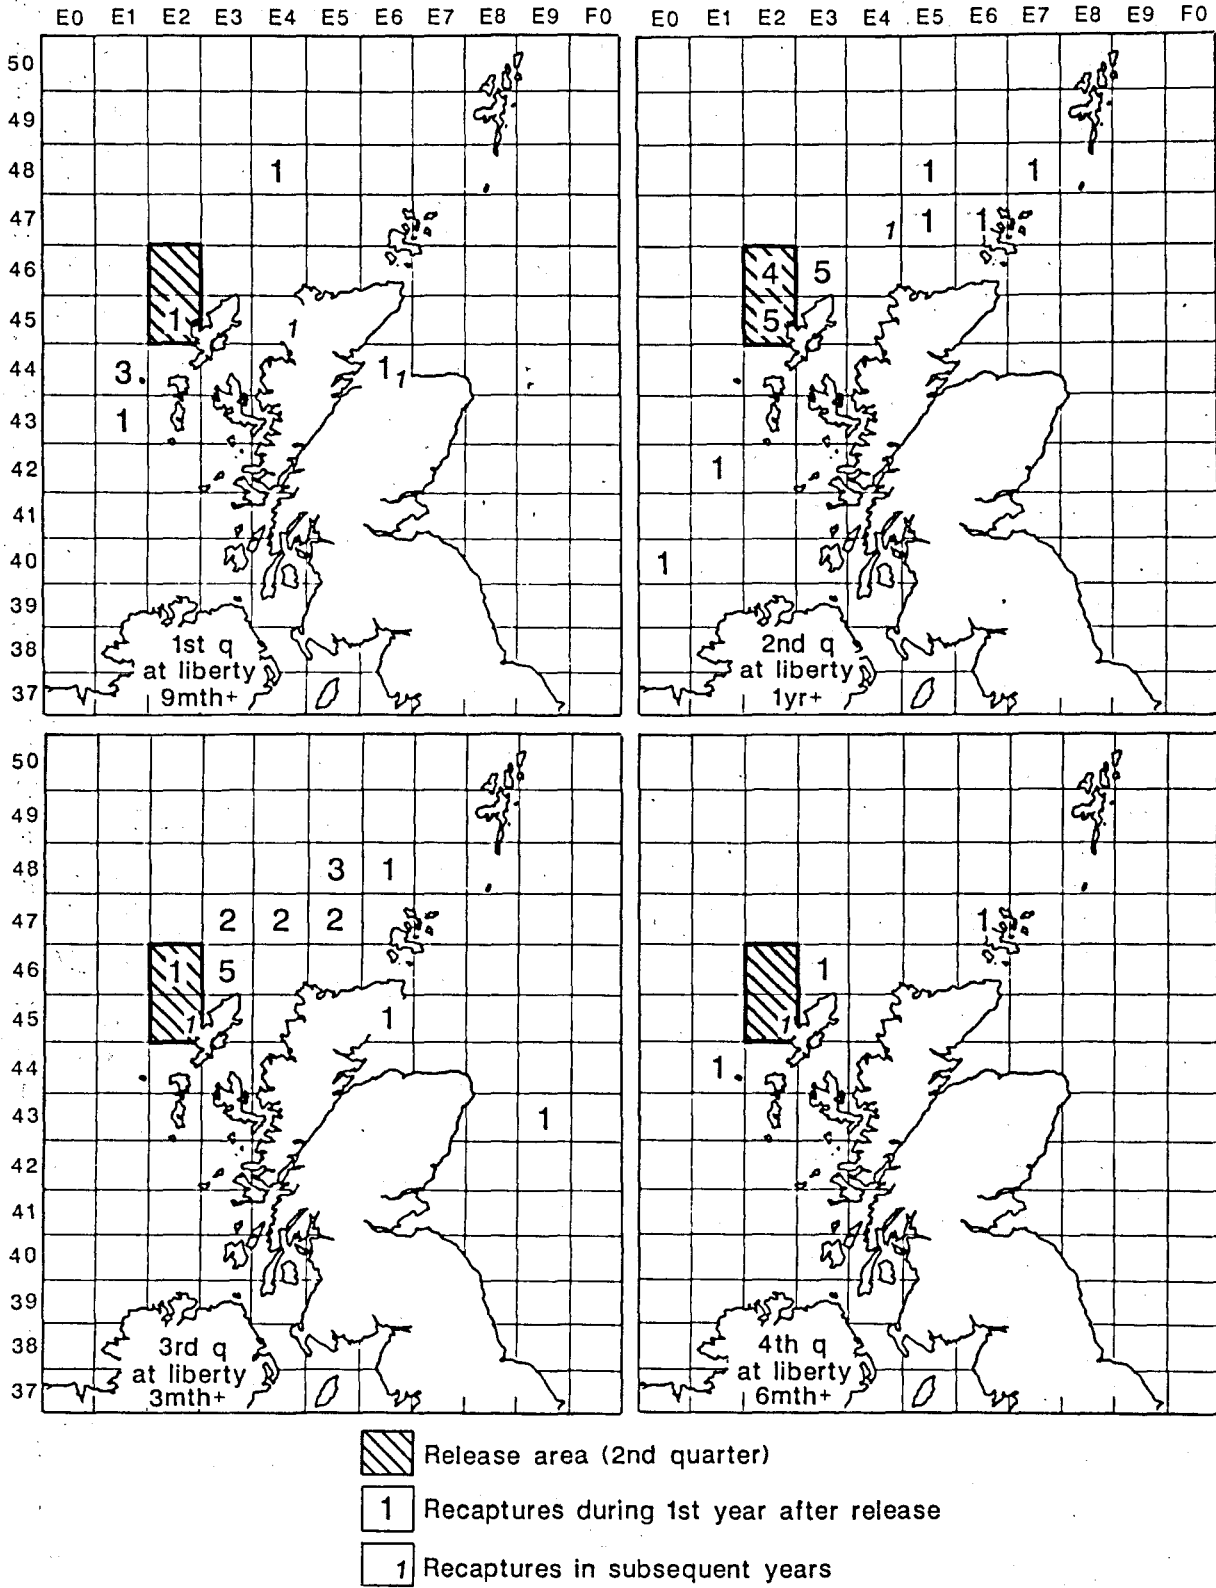 E0 E1 E2 E3 E4 E5 E6 E7 E8 E9 F0 E0 E1 E2 E3 E4 E5 E6 E7 E8 E9 F0
50
49
48 1 1 1
47 1 1 1
46 4 5
45 1 1 5
44 3 1 1
43 1
42 1
41
40 1
39
38
37
1st q
at liberty
9mth+
2nd q
at liberty
1yr+
50
49
48 3 1
47 2 2 2 1
46 1 5 1
45 1 1 1
44 1
43 1
42
41
40
39
38
37
3rd q
at liberty
3mth+
4th q
at liberty
6mth+
Release area (2nd quarter)
1 Recaptures during 1st year after release
1 Recaptures in subsequent years